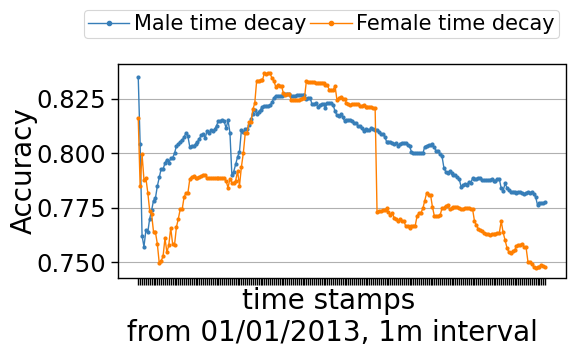 Male time decay Female time decay
Accuracy
0.825
0.800
0.775
0.750
time stamps
from 01/01/2013, 1m interval